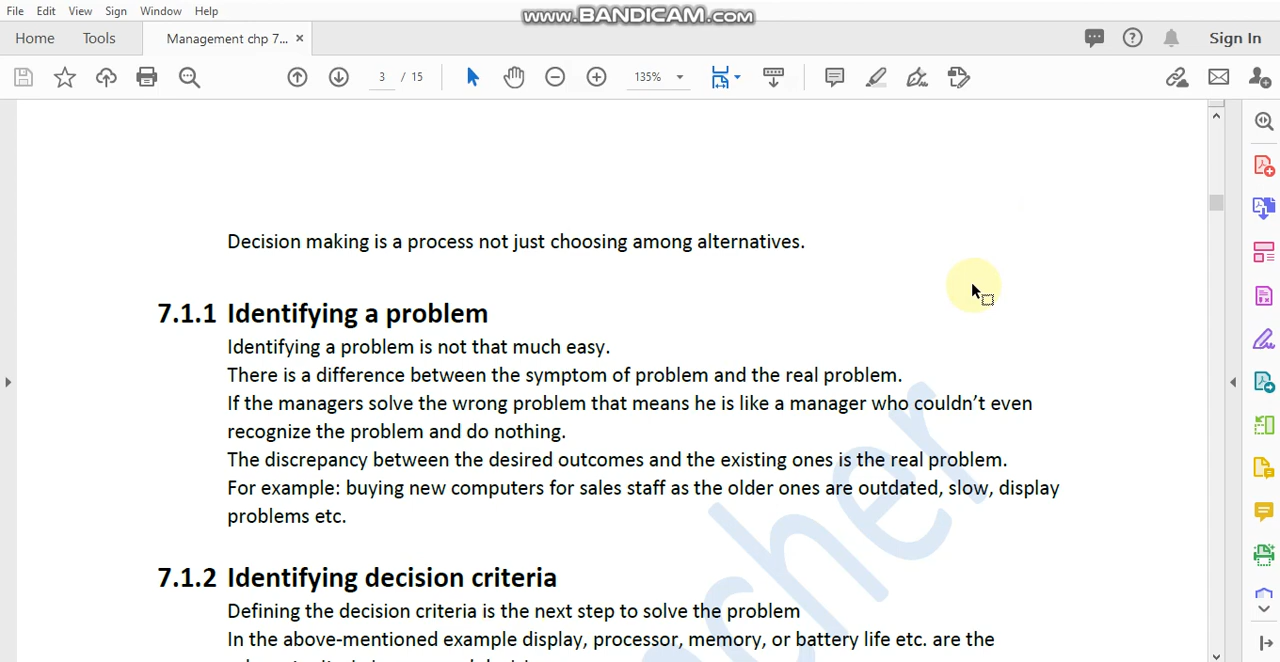 File Edit View Sign Window Help
www.BANDICAM.com
Home Tools Management chp 7... × Sign In
3 / 15 135%
Decision making is a process not just choosing among alternatives.
7.1.1 Identifying a problem
Identifying a problem is not that much easy.
There is a difference between the symptom of problem and the real problem.
If the managers solve the wrong problem that means he is like a manager who couldn't even
recognize the problem and do nothing.
The discrepancy between the desired outcomes and the existing ones is the real problem.
For example: buying new computers for sales staff as the older ones are outdated, slow, display
problems etc.
7.1.2 Identifying decision criteria
Defining the decision criteria is the next step to solve the problem
In the above-mentioned example display, processor, memory, or battery life etc. are the